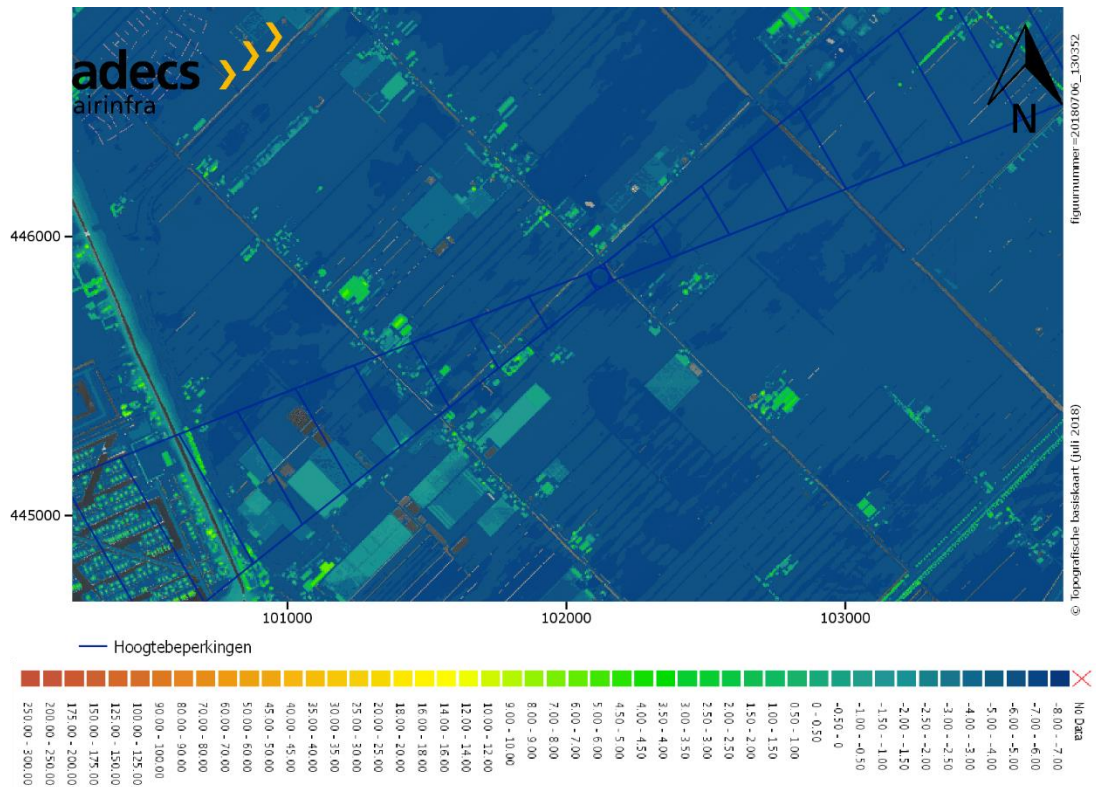 adecs
airinfra
N
figuurnummer=20180706_130352
© Topografische basiskaart (juli 2018)
446000
445000
101000
102000
103000
Hoogtebeperkingen
250.00 - 300.00
200.00 - 250.00
175.00 - 200.00
150.00 - 175.00
125.00 - 150.00
100.00 - 125.00
90.00 - 100.00
80.00 - 90.00
70.00 - 80.00
60.00 - 70.00
50.00 - 60.00
45.00 - 50.00
40.00 - 45.00
35.00 - 40.00
30.00 - 35.00
25.00 - 30.00
20.00 - 25.00
18.00 - 20.00
16.00 - 18.00
14.00 - 16.00
12.00 - 14.00
10.00 - 12.00
9.00 - 10.00
8.00 - 9.00
7.00 - 8.00
6.00 - 7.00
5.00 - 6.00
4.50 - 5.00
4.00 - 4.50
3.50 - 4.00
3.00 - 3.50
2.50 - 3.00
2.00 - 2.50
1.50 - 2.00
1.00 - 1.50
0.50 - 1.00
0 - 0.50
-0.50 - 0
-1.00 - -0.50
-1.50 - -1.00
-2.00 - -1.50
-2.50 - -2.00
-3.00 - -2.50
-4.00 - -3.00
-5.00 - -4.00
-6.00 - -5.00
-7.00 - -6.00
-8.00 - -7.00
No Data